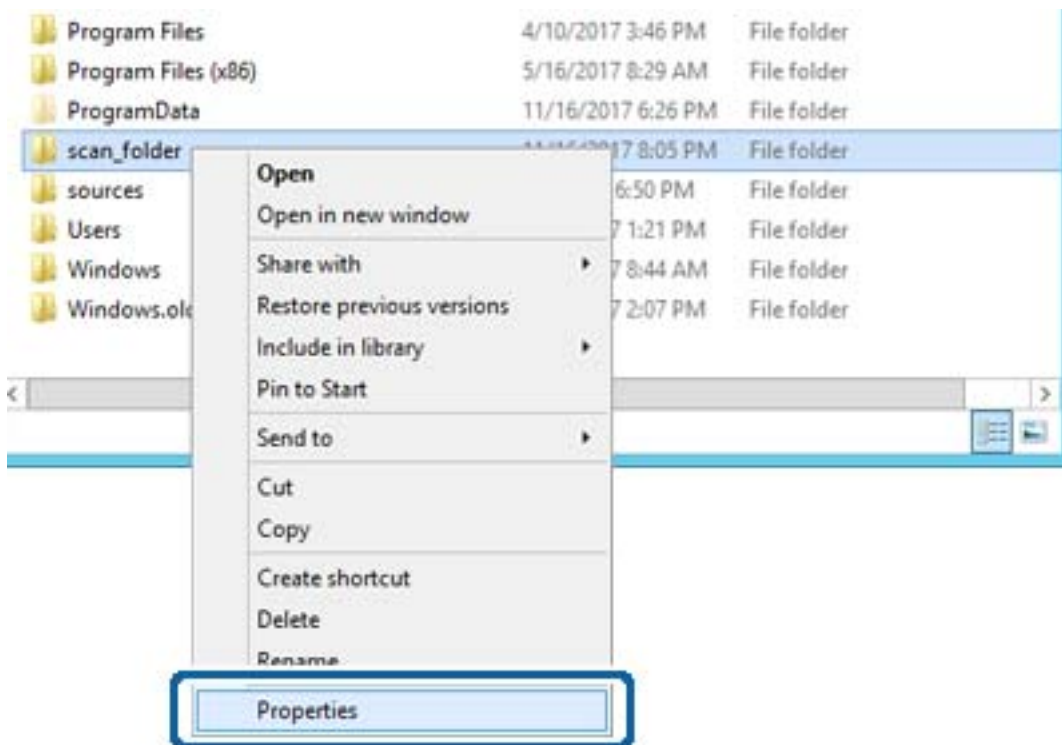 Program Files 4/10/2017 3:46 PM File folder
Program Files (x86) 5/16/2017 8:29 AM File folder
ProgramData 11/16/2017 6:26 PM File folder
scan_folder 17 8:05 PM File folder
Open
sources 6:50 PM File folder
Open in new window
Users 7 1:21 PM File folder
Share with
Windows 7 8:44 AM File folder
Restore previous versions
Windows.old 7 2:07 PM File folder
Include in library
Pin to Start
Send to
Cut
Copy
Create shortcut
Delete
Rename
Properties